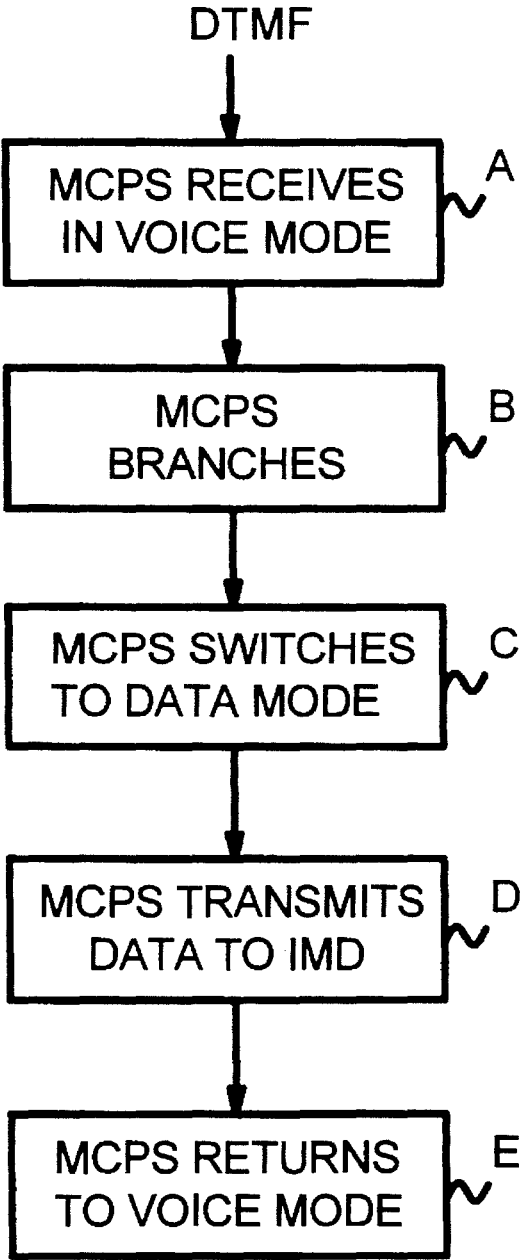 DTMF
MCPS RECEIVES
IN VOICE MODE
A
MCPS
BRANCHES
B
MCPS SWITCHES
TO DATA MODE
C
MCPS TRANSMITS
DATA TO IMD
D
MCPS RETURNS
TO VOICE MODE
E